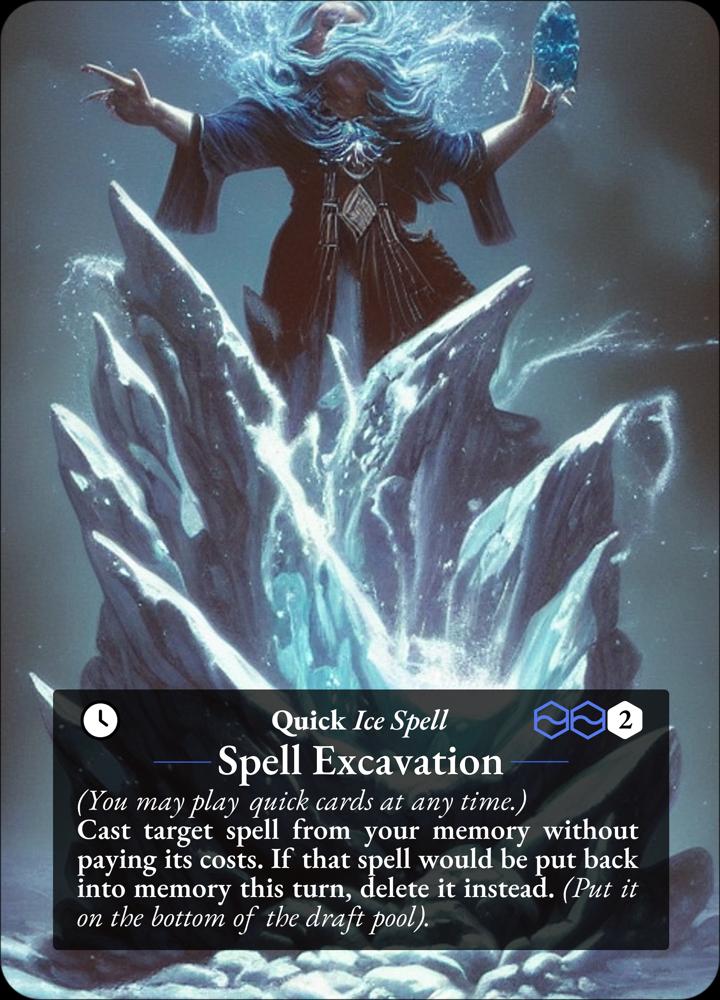 Quick Ice Spell 2
Spell Excavation
(You may play quick cards at any time.)
Cast target spell from your memory without
paying its costs. If that spell would be put back
into memory this turn, delete it instead. (Put it
on the bottom of the draft pool).